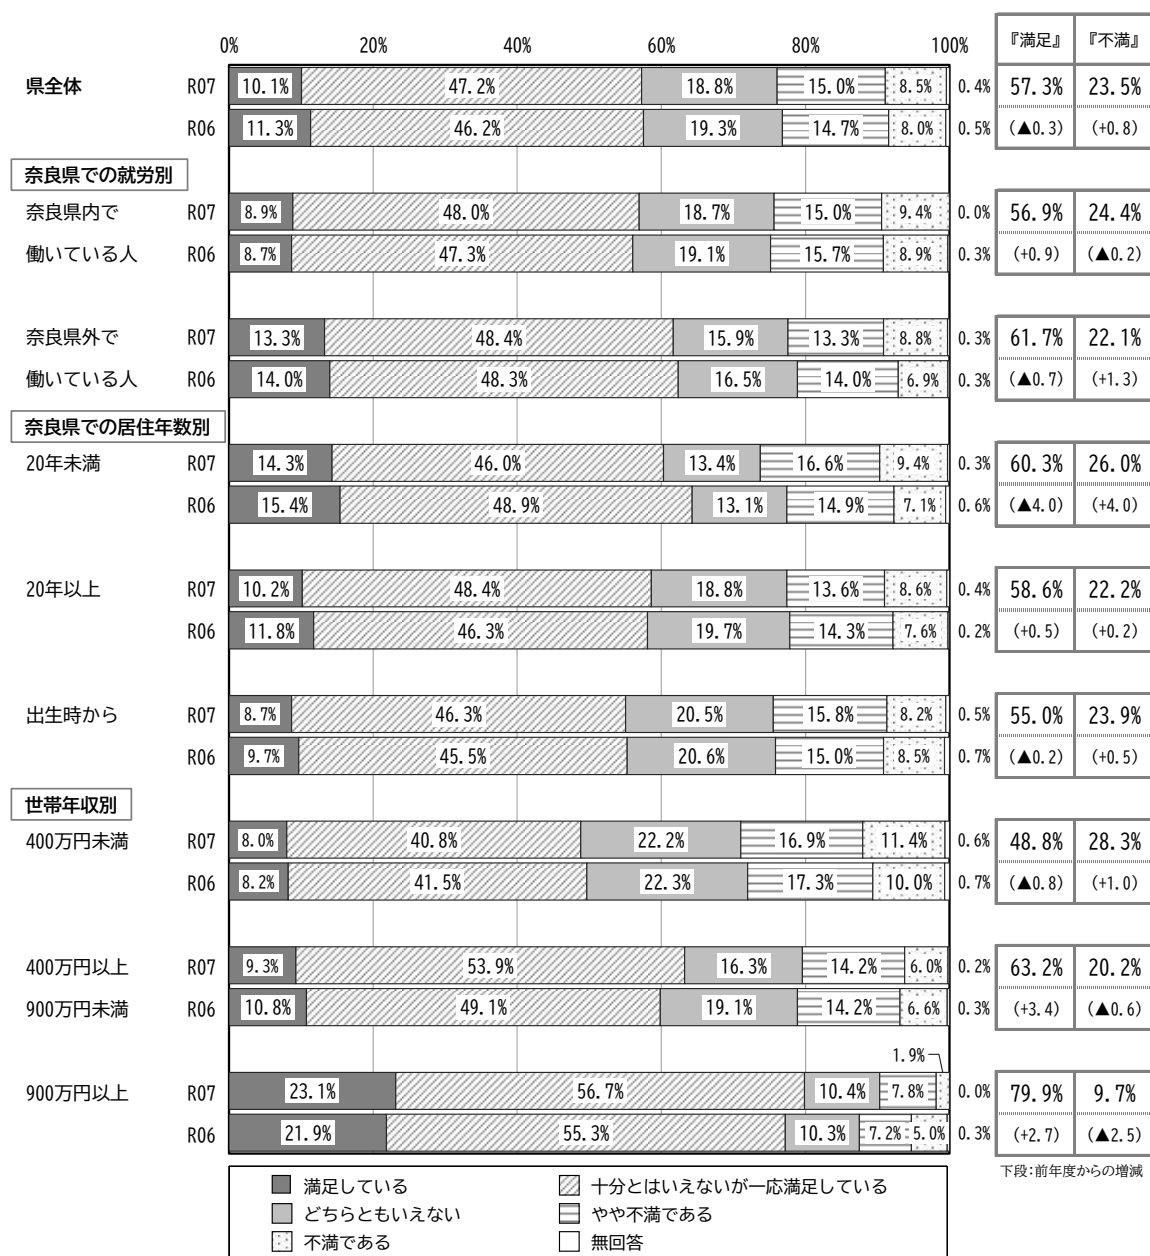 0% 20% 40% 60% 80% 100% 『満足』 『不満』
県全体 R07 10.1% 47.2% 18.8% 15.0% 8.5% 0.4% 57.3% 23.5%
R06 11.3% 46.2% 19.3% 14.7% 8.0% 0.5% (▲0.3) (+0.8)
奈良県での就労別
奈良県内で R07 8.9% 48.0% 18.7% 15.0% 9.4% 0.0% 56.9% 24.4%
働いている人 R06 8.7% 47.3% 19.1% 15.7% 8.9% 0.3% (+0.9) (▲0.2)
奈良県外で R07 13.3% 48.4% 15.9% 13.3% 8.8% 0.3% 61.7% 22.1%
働いている人 R06 14.0% 48.3% 16.5% 14.0% 6.9% 0.3% (▲0.7) (+1.3)
奈良県での居住年数別
20年未満 R07 14.3% 46.0% 13.4% 16.6% 9.4% 0.3% 60.3% 26.0%
R06 15.4% 48.9% 13.1% 14.9% 7.1% 0.6% (▲4.0) (+4.0)
20年以上 R07 10.2% 48.4% 18.8% 13.6% 8.6% 0.4% 58.6% 22.2%
R06 11.8% 46.3% 19.7% 14.3% 7.6% 0.2% (+0.5) (+0.2)
出生時から R07 8.7% 46.3% 20.5% 15.8% 8.2% 0.5% 55.0% 23.9%
R06 9.7% 45.5% 20.6% 15.0% 8.5% 0.7% (▲0.2) (+0.5)
世帯年収別
400万円未満 R07 8.0% 40.8% 22.2% 16.9% 11.4% 0.6% 48.8% 28.3%
R06 8.2% 41.5% 22.3% 17.3% 10.0% 0.7% (▲0.8) (+1.0)
400万円以上 R07 9.3% 53.9% 16.3% 14.2% 6.0% 0.2% 63.2% 20.2%
900万円未満 R06 10.8% 49.1% 19.1% 14.2% 6.6% 0.3% (+3.4) (▲0.6)
1.9%
900万円以上 R07 23.1% 56.7% 10.4% 7.8% 0.0% 79.9% 9.7%
R06 21.9% 55.3% 10.3% 7.2% 5.0% 0.3% (+2.7) (▲2.5)
下段：前年度からの増減
満足している 十分とはいえないが一応満足している
どちらともいえない やや不満である
不満である 無回答